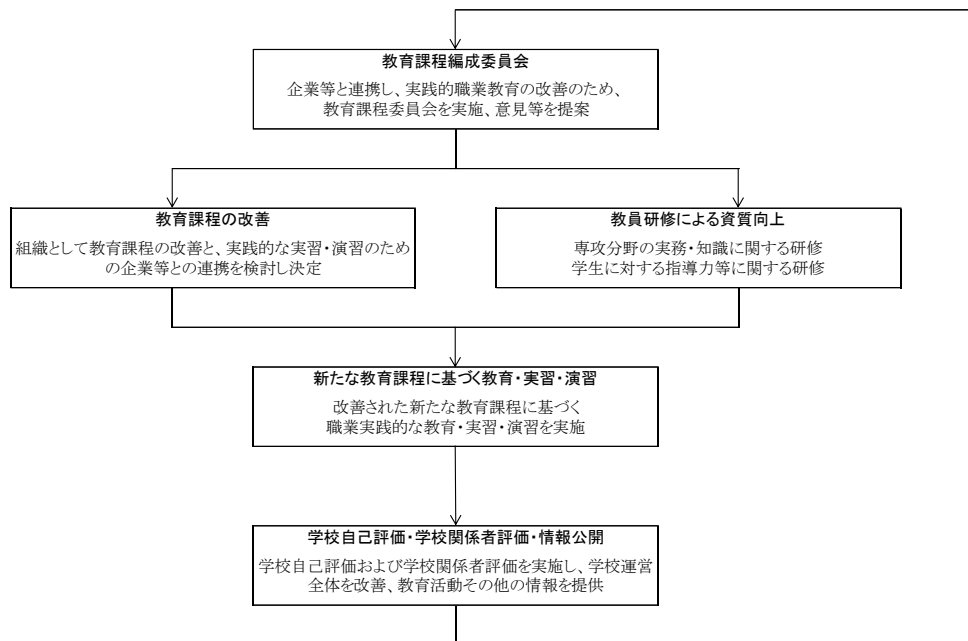 教育課程編成委員会
企業等と連携し、実践的職業教育の改善のため、
教育課程委員会を実施、意見等を提案
教育課程の改善
組織として教育課程の改善と、実践的な実習・演習のため
の企業等との連携を検討し決定
教員研修による資質向上
専攻分野の実務・知識に関する研修
学生に対する指導力等に関する研修
新たな教育課程に基づく教育・実習・演習
改善された新たな教育課程に基づく
職業実践的な教育・実習・演習を実施
学校自己評価・学校関係者評価・情報公開
学校自己評価および学校関係者評価を実施し、学校運営
全体を改善、教育活動その他の情報を提供